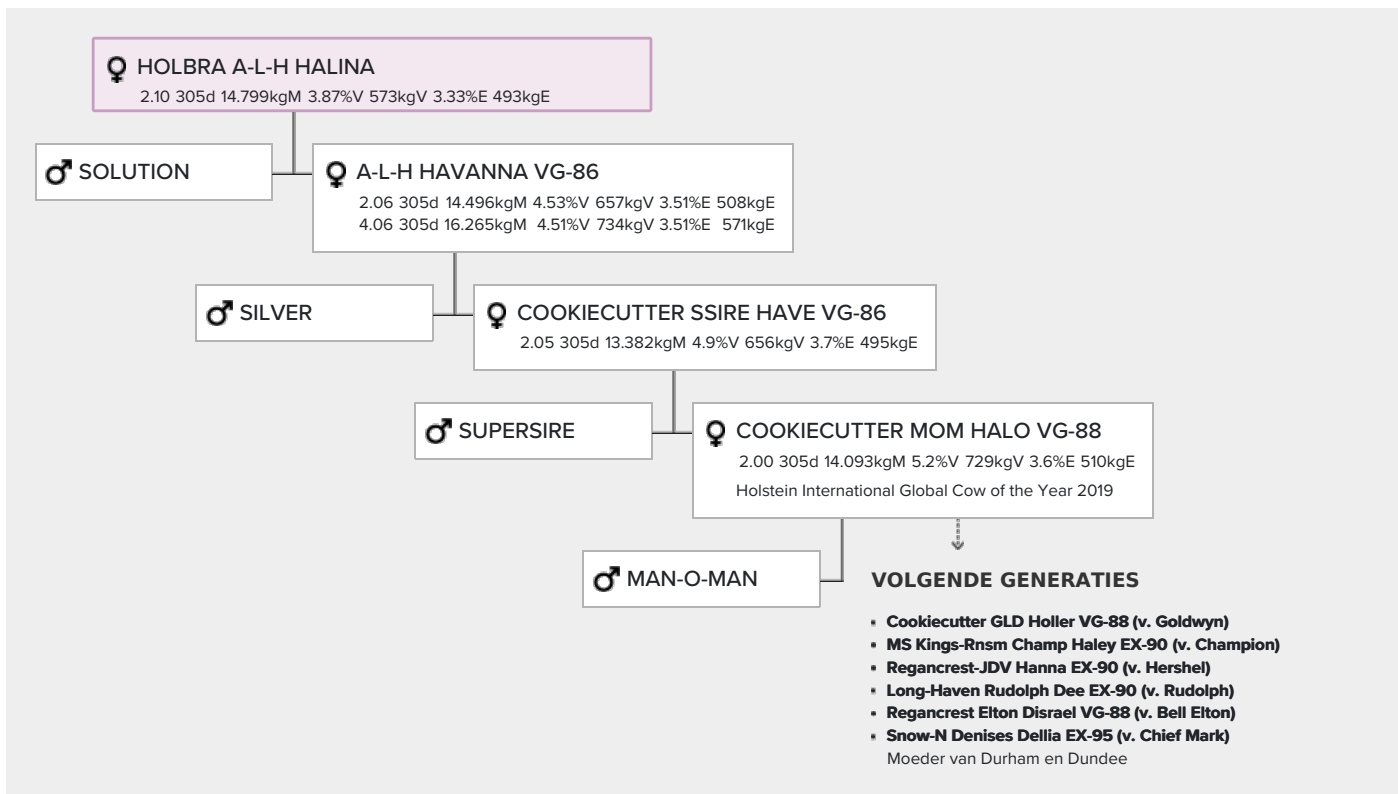 HOLBRA A-L-H HALINA
2.10 305d 14.799kgM 3.87%V 573kgV 3.33%E 493kgE
SOLUTION
A-L-H HAVANNA VG-86
2.06 305d 14.496kgM 4.53%V 657kgV 3.51%E 508kgE
4.06 305d 16.265kgM 4.51%V 734kgV 3.51%E 571kgE
SILVER
COOKIECUTTER SSIRE HAVE VG-86
2.05 305d 13.382kgM 4.9%V 656kgV 3.7%E 495kgE
SUPERSIRE
COOKIECUTTER MOM HALO VG-88
2.00 305d 14.093kgM 5.2%V 729kgV 3.6%E 510kgE
Holstein International Global Cow of the Year 2019
MAN-O-MAN
VOLGENDE GENERATIES
▪ Cookiecutter GLD Holler VG-88 (v. Goldwyn)
▪ MS Kings-Rnsm Champ Haley EX-90 (v. Champion)
▪ Regancrest-JDV Hanna EX-90 (v. Hershel)
▪ Long-Haven Rudolph Dee EX-90 (v. Rudolph)
▪ Regancrest Elton Disrael VG-88 (v. Bell Elton)
▪ Snow-N Denises Dellia EX-95 (v. Chief Mark)
Moeder van Durham en Dundee